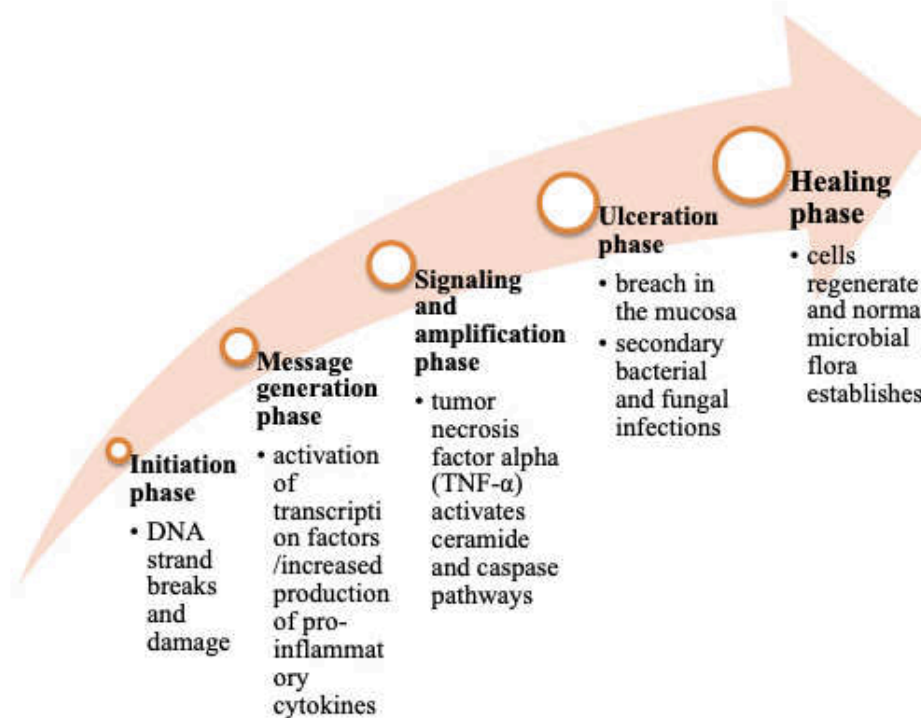 Initiation
phase
• DNA
strand
breaks
and
damage
Message
generation
phase
• activation
of
transcripti
on factors
/increased
production
of pro-
inflammat
ory
cytokines
Signaling
and
amplification
phase
• tumor
necrosis
factor alpha
(TNF-α)
activates
ceramide
and caspase
pathways
Ulceration
phase
• breach in
the mucosa
• secondary
bacterial
and fungal
infections
Healing
phase
• cells
regenerate
and norma
microbial
flora
establishes